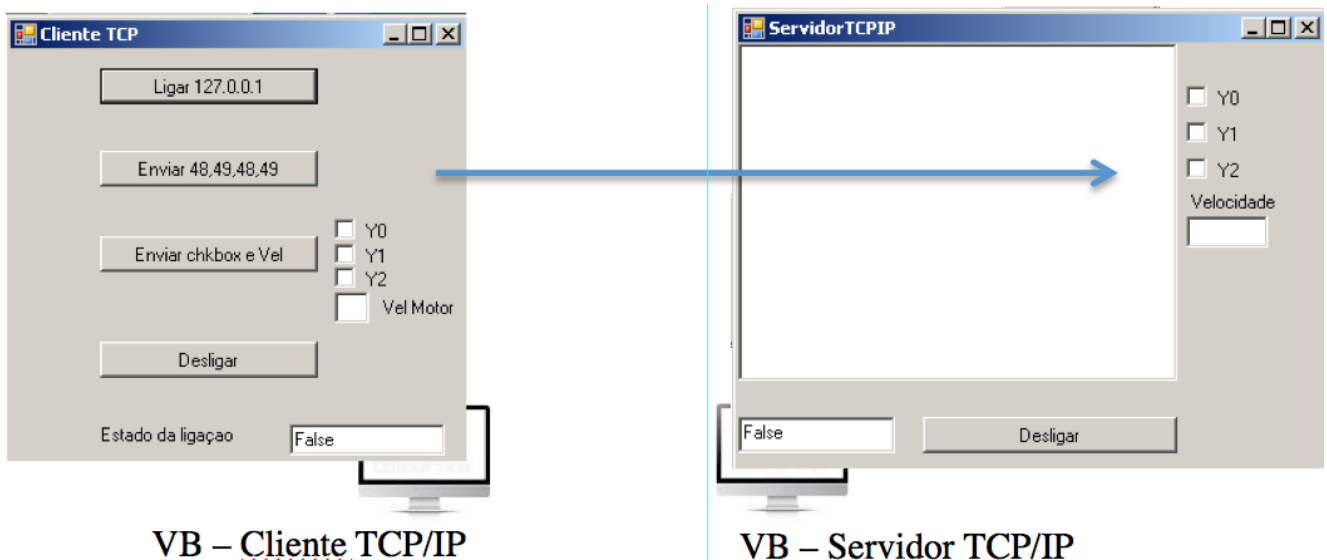 Cliente TCP
Ligar 127.0.0.1
Enviar 48,49,48,49
Enviar chkbox e Vel
Y0
Y1
Y2
Vel Motor
Desligar
Estado da ligaçao
False
VB – Cliente TCP/IP
ServidorTCPIP
Y0
Y1
Y2
Velocidade
False
Desligar
VB – Servidor TCP/IP